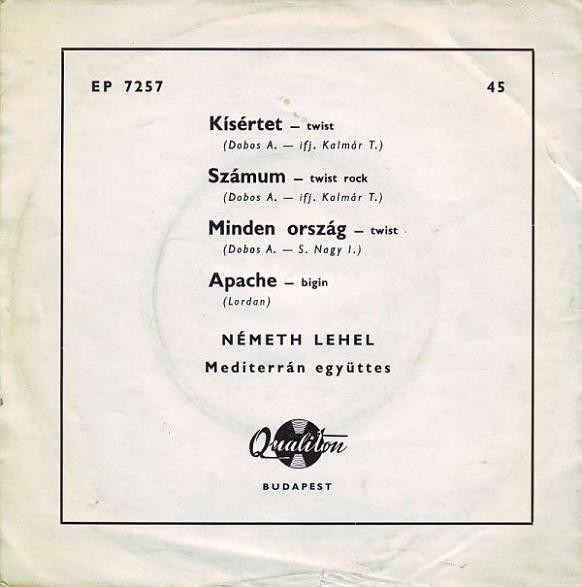 EP 7257 45
Kísértet – twist
(Dobos A. — ifj. Kalmár T.)
Számum – twist rock
(Dobos A. — ifj. Kalmár T.)
Minden ország – twist
(Dobos A. — S. Nagy I.)
Apache – bigin
(Lordan)
NÉMETH LEHEL
Mediterrán együttes
Qualiton
BUDAPEST